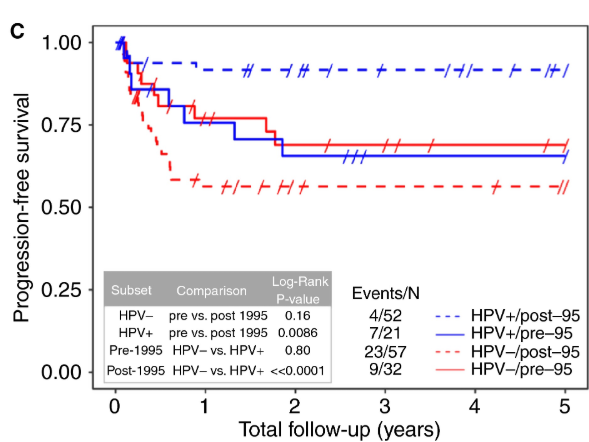 C
Progression-free survival
1.00
0.75
0.50
0.25
0.00
Subset Comparison Log-Rank P-value
HPV− pre vs. post 1995 0.16
HPV+ pre vs. post 1995 0.0086
Pre-1995 HPV− vs. HPV+ 0.80
Post-1995 HPV− vs. HPV+ <<0.0001
Events/N
4/52 HPV+/post−95
7/21 HPV+/pre−95
23/57 HPV−/post−95
9/32 HPV−/pre−95
0 1 2 3 4 5
Total follow-up (years)